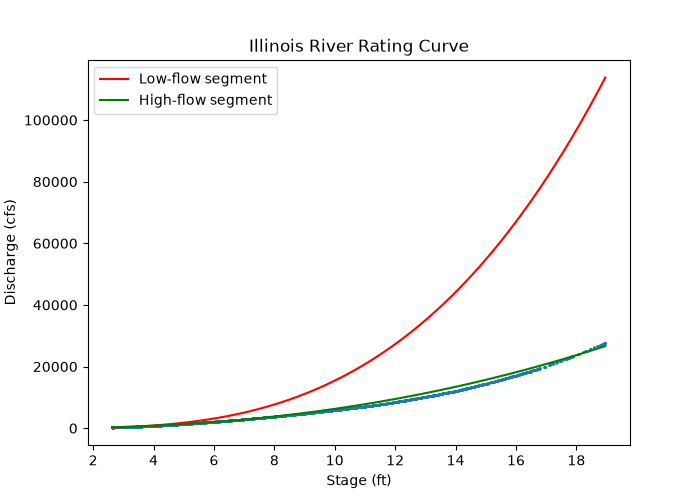 Illinois River Rating Curve
Low-flow segment
High-flow segment
Discharge (cfs)
100000
80000
60000
40000
20000
0
2 4 6 8 10 12 14 16 18
Stage (ft)